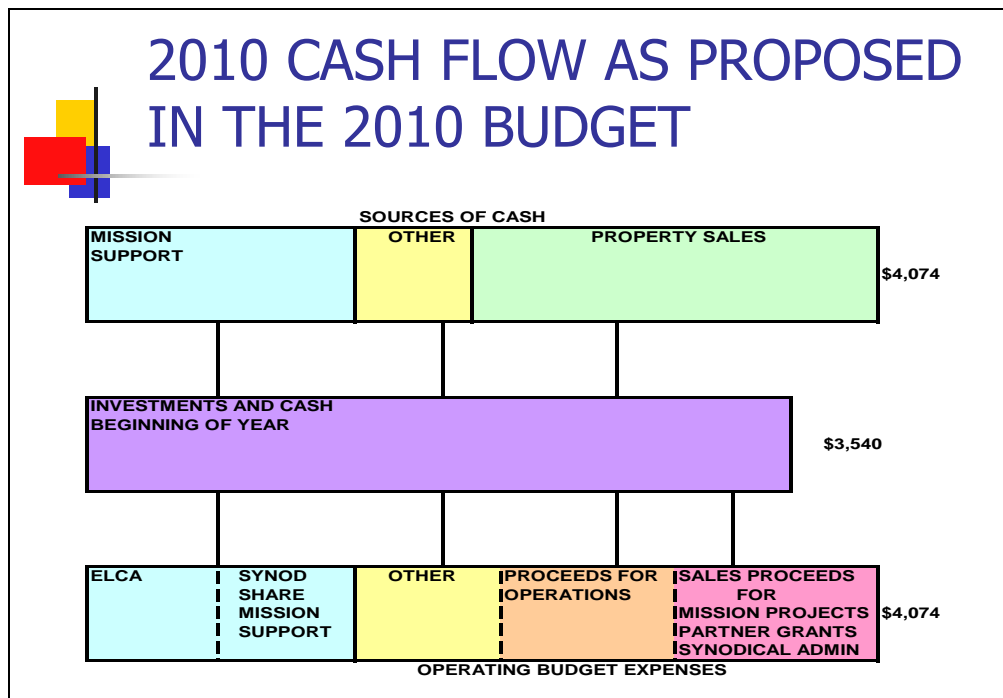 2010 CASH FLOW AS PROPOSED
IN THE 2010 BUDGET
SOURCES OF CASH
MISSION
SUPPORT
OTHER
PROPERTY SALES
$4,074
INVESTMENTS AND CASH
BEGINNING OF YEAR
$3,540
ELCA
SYNOD
SHARE
MISSION
SUPPORT
OTHER
PROCEEDS FOR
OPERATIONS
SALES PROCEEDS
FOR
MISSION PROJECTS
PARTNER GRANTS
SYNODICAL ADMIN
$4,074
OPERATING BUDGET EXPENSES